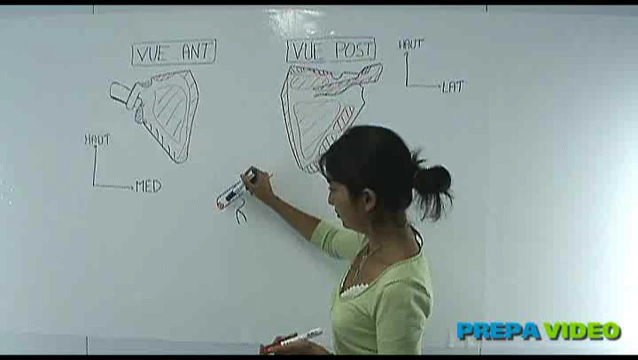 VUE ANT
VUE POST
HAUT
LAT
HAUT
MED
PREPA VIDEO